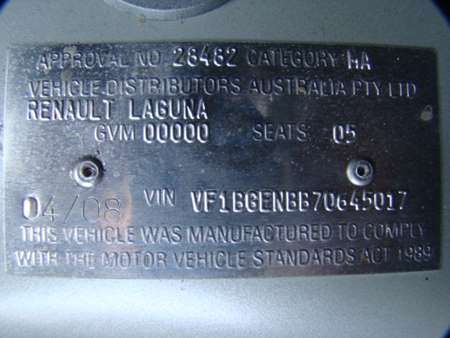 APPROVAL NO. 26462 CATEGORY MA
VEHICLE DISTRIBUTORS AUSTRALIA PTY LTD
RENAULT LAGUNA
GVM 00000 SEATS 05
04/08 VIN VF1BGENBB70645017
THIS VEHICLE WAS MANUFACTURED TO COMPLY
WITH THE MOTOR VEHICLE STANDARDS ACT 1989